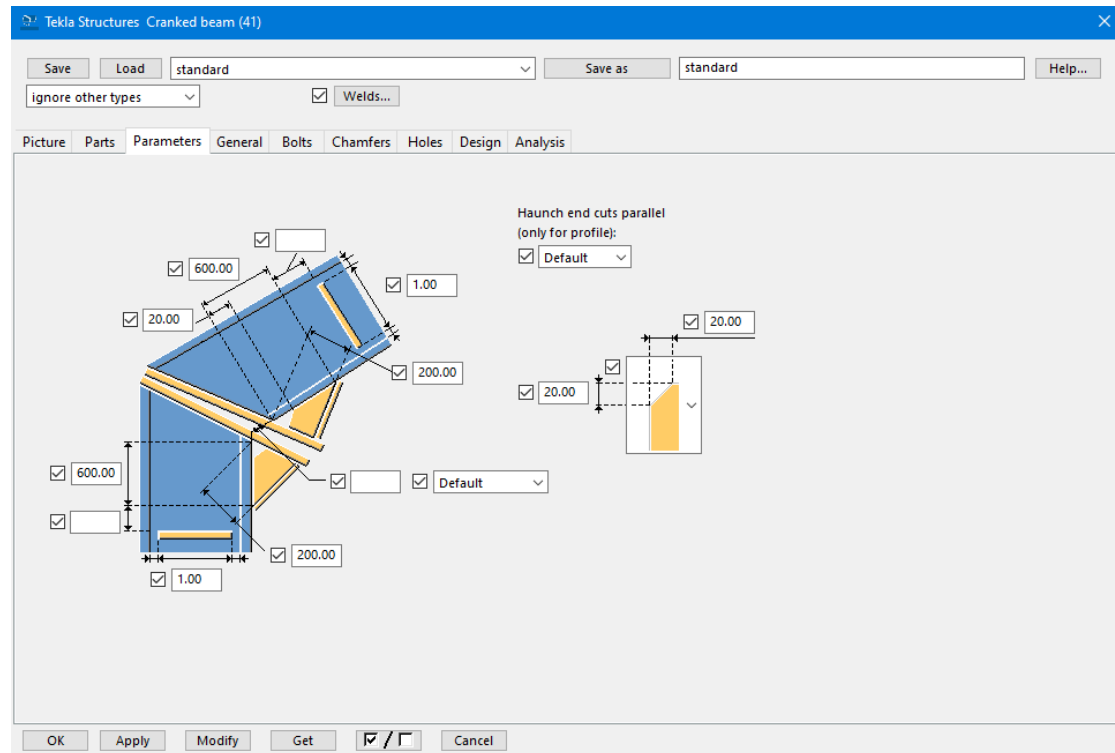 Tekla Structures Cranked beam (41)
Save Load standard Save as standard Help...
ignore other types Welds...
Picture Parts Parameters General Bolts Chamfers Holes Design Analysis
Haunch end cuts parallel
(only for profile):
Default
600.00
1.00
20.00
20.00
200.00
20.00
600.00
Default
200.00
1.00
OK Apply Modify Get / Cancel